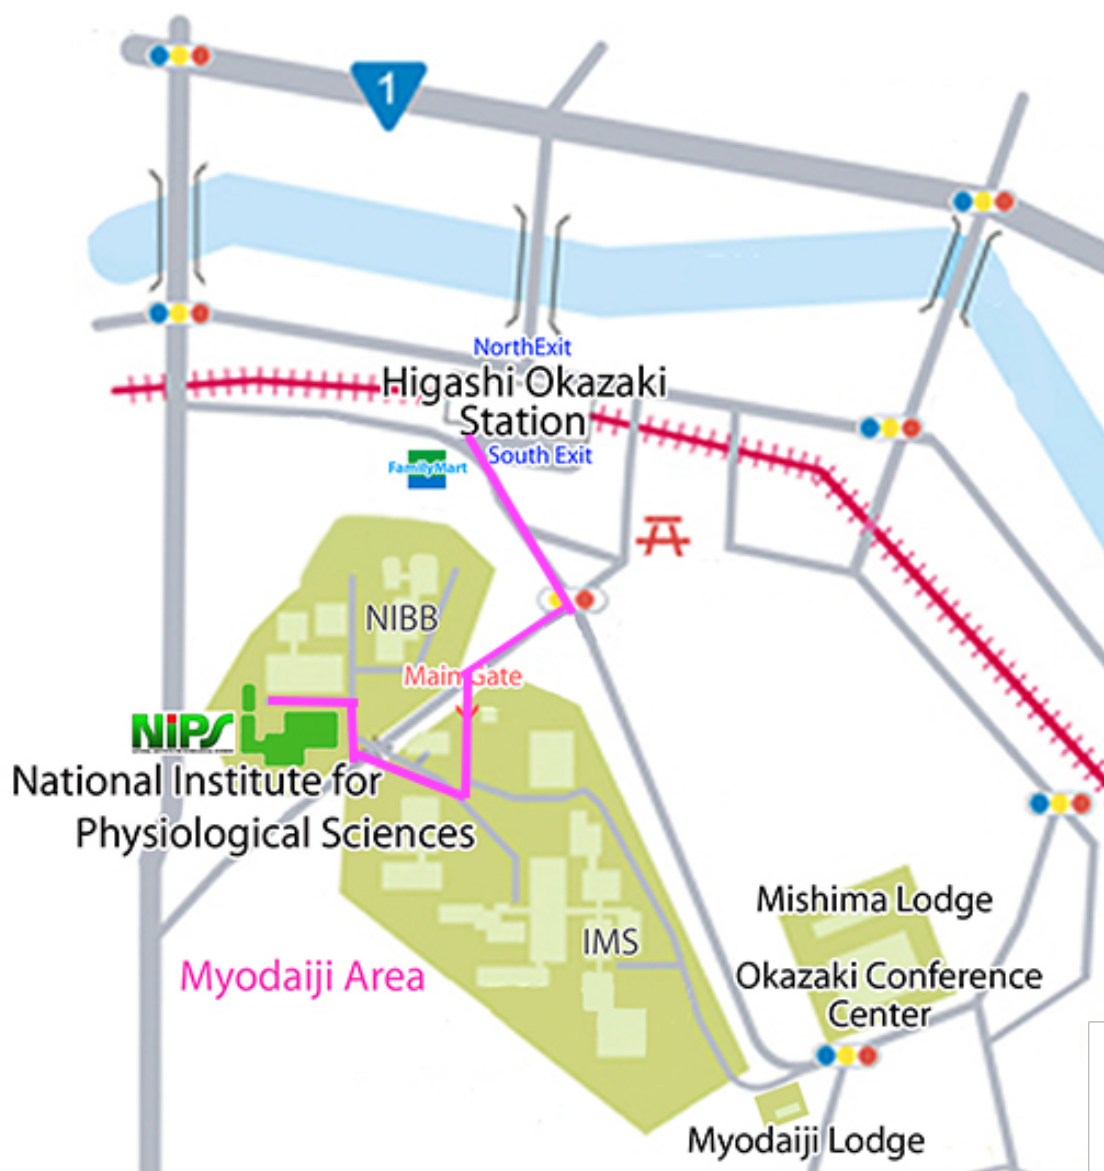 1
NorthExit
Higashi Okazaki
Station
South Exit
FamilyMart
NIBB
Main Gate
NiPS
National Institute for
Physiological Sciences
Mishima Lodge
IMS
Myodaiji Area
Okazaki Conference
Center
Myodaiji Lodge